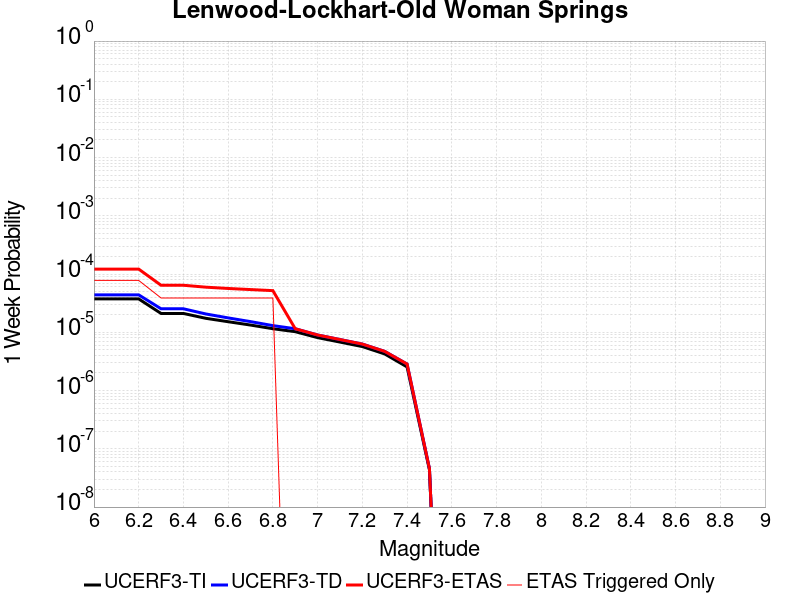 Lenwood-Lockhart-Old Woman Springs
10^0
10^-1
10^-2
10^-3
10^-4
10^-5
10^-6
10^-7
10^-8
1 Week Probability
6 6.2 6.4 6.6 6.8 7 7.2 7.4 7.6 7.8 8 8.2 8.4 8.6 8.8 9
Magnitude
UCERF3-TI UCERF3-TD UCERF3-ETAS ETAS Triggered Only